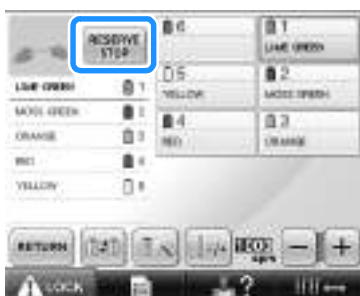 RESERVE
STOP
6
1
LIME GREEN
5
YELLOW
2
MOSS GREEN
4
RED
3
ORANGE
LIME GREEN 1
MOSS GREEN 2
ORANGE 3
RED 4
YELLOW 5
RETURN
spm
LOCK
?